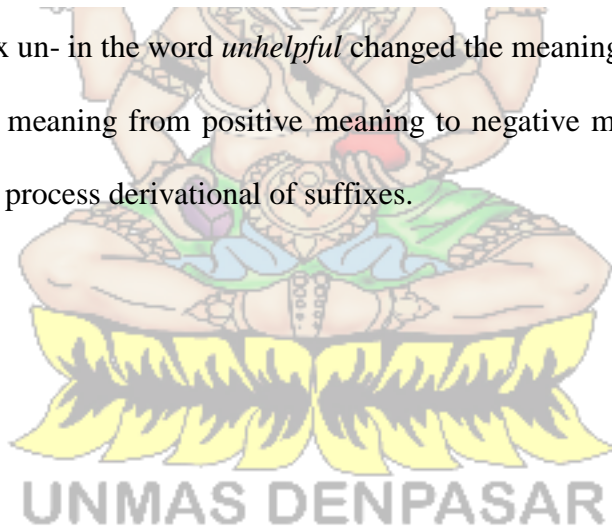 x un- in the word unhelpful changed the meaning
meaning from positive meaning to negative m
process derivational of suffixes.
UNMAS DENPASAR